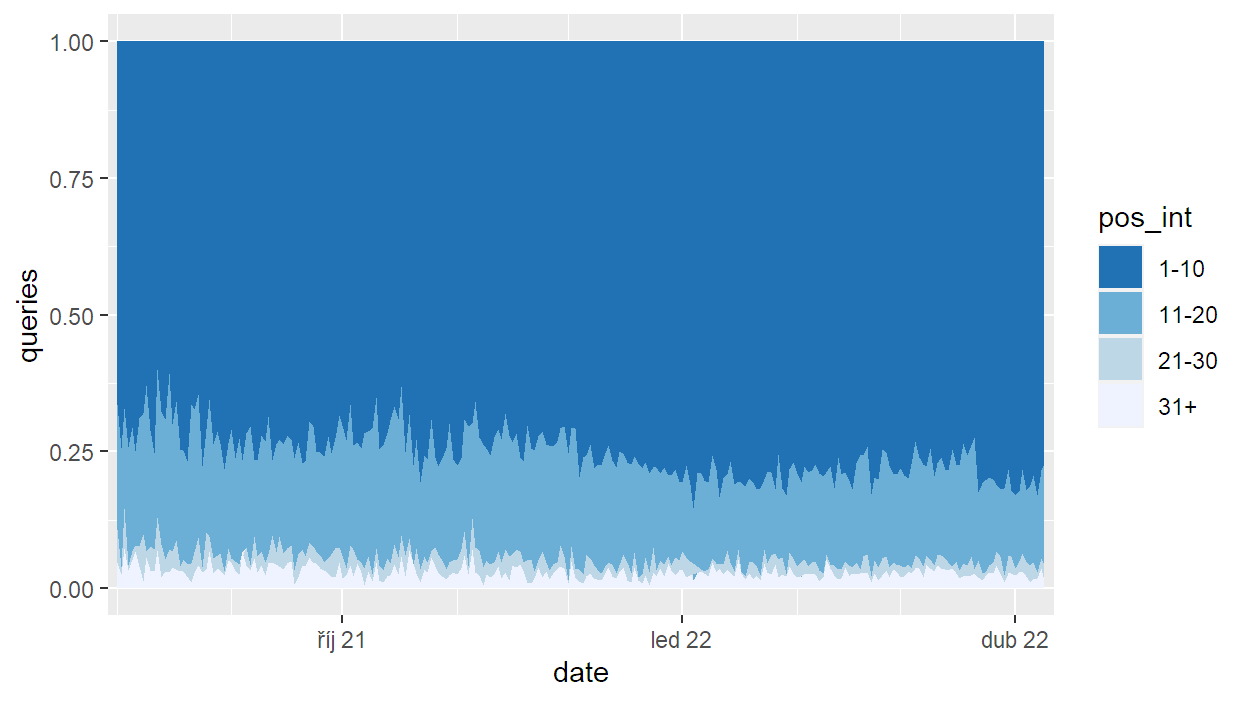 1.00
0.75
0.50
0.25
0.00
queries
říj 21
led 22
dub 22
date
pos_int
1-10
11-20
21-30
31+